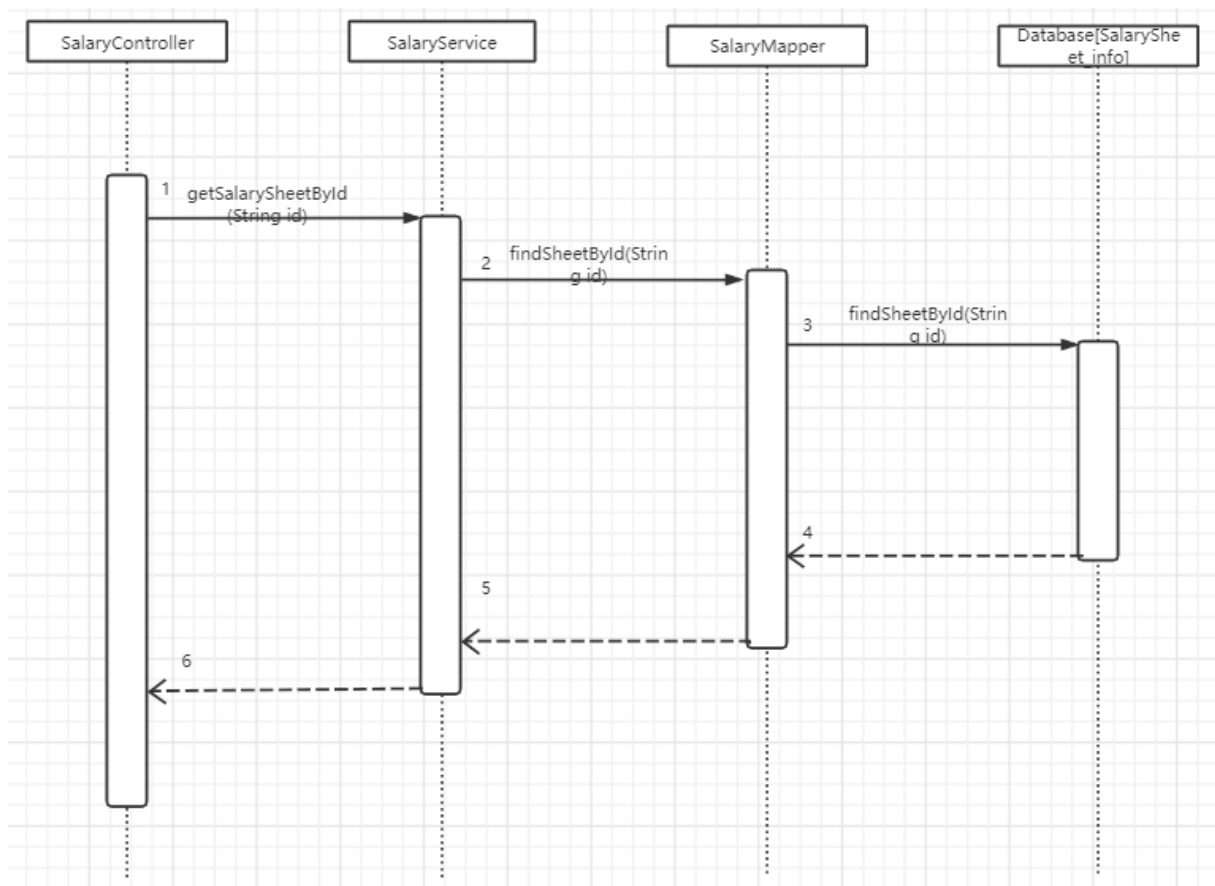 SalaryController
SalaryService
SalaryMapper
Database[SalaryShe
et_info]
1
getSalarySheetById
(String id)
2
findSheetById(Strin
g id)
3
findSheetById(Strin
g id)
4
5
6